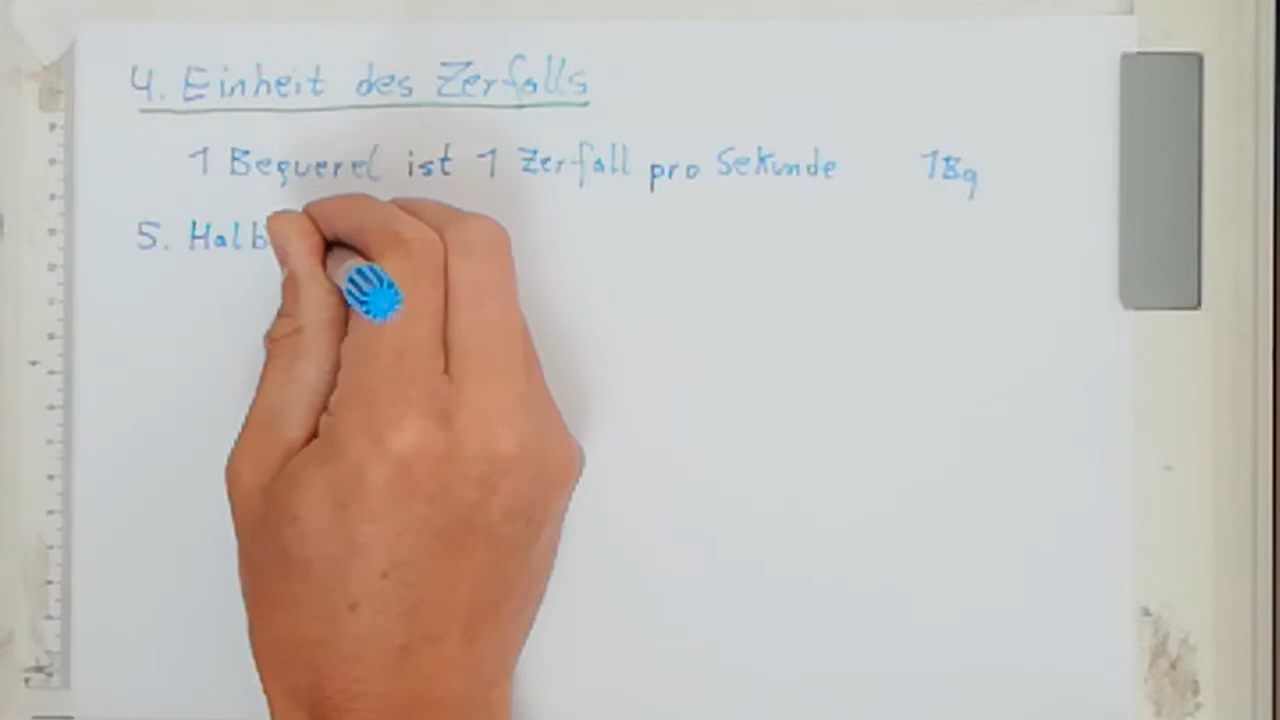 4. Einheit des Zerfalls
1 Bequerel ist 1 Zerfall pro Sekunde 1Bq
5. Halb